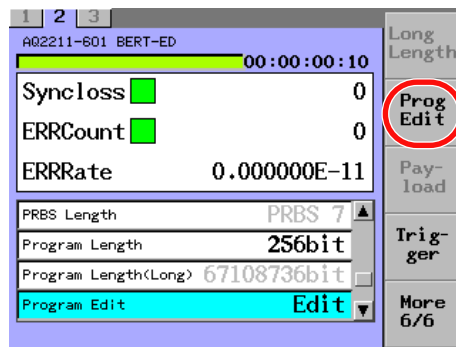 1 2 3
AQ2211-601 BERT-ED
00:00:00:10
Syncloss 0
ERRCount 0
ERRRate 0.000000E-11
PRBS Length PRBS 7
Program Length 256bit
Program Length(Long) 67108736bit
Program Edit Edit
Long
Length
Prog
Edit
Pay-
load
Trig-
ger
More
6/6